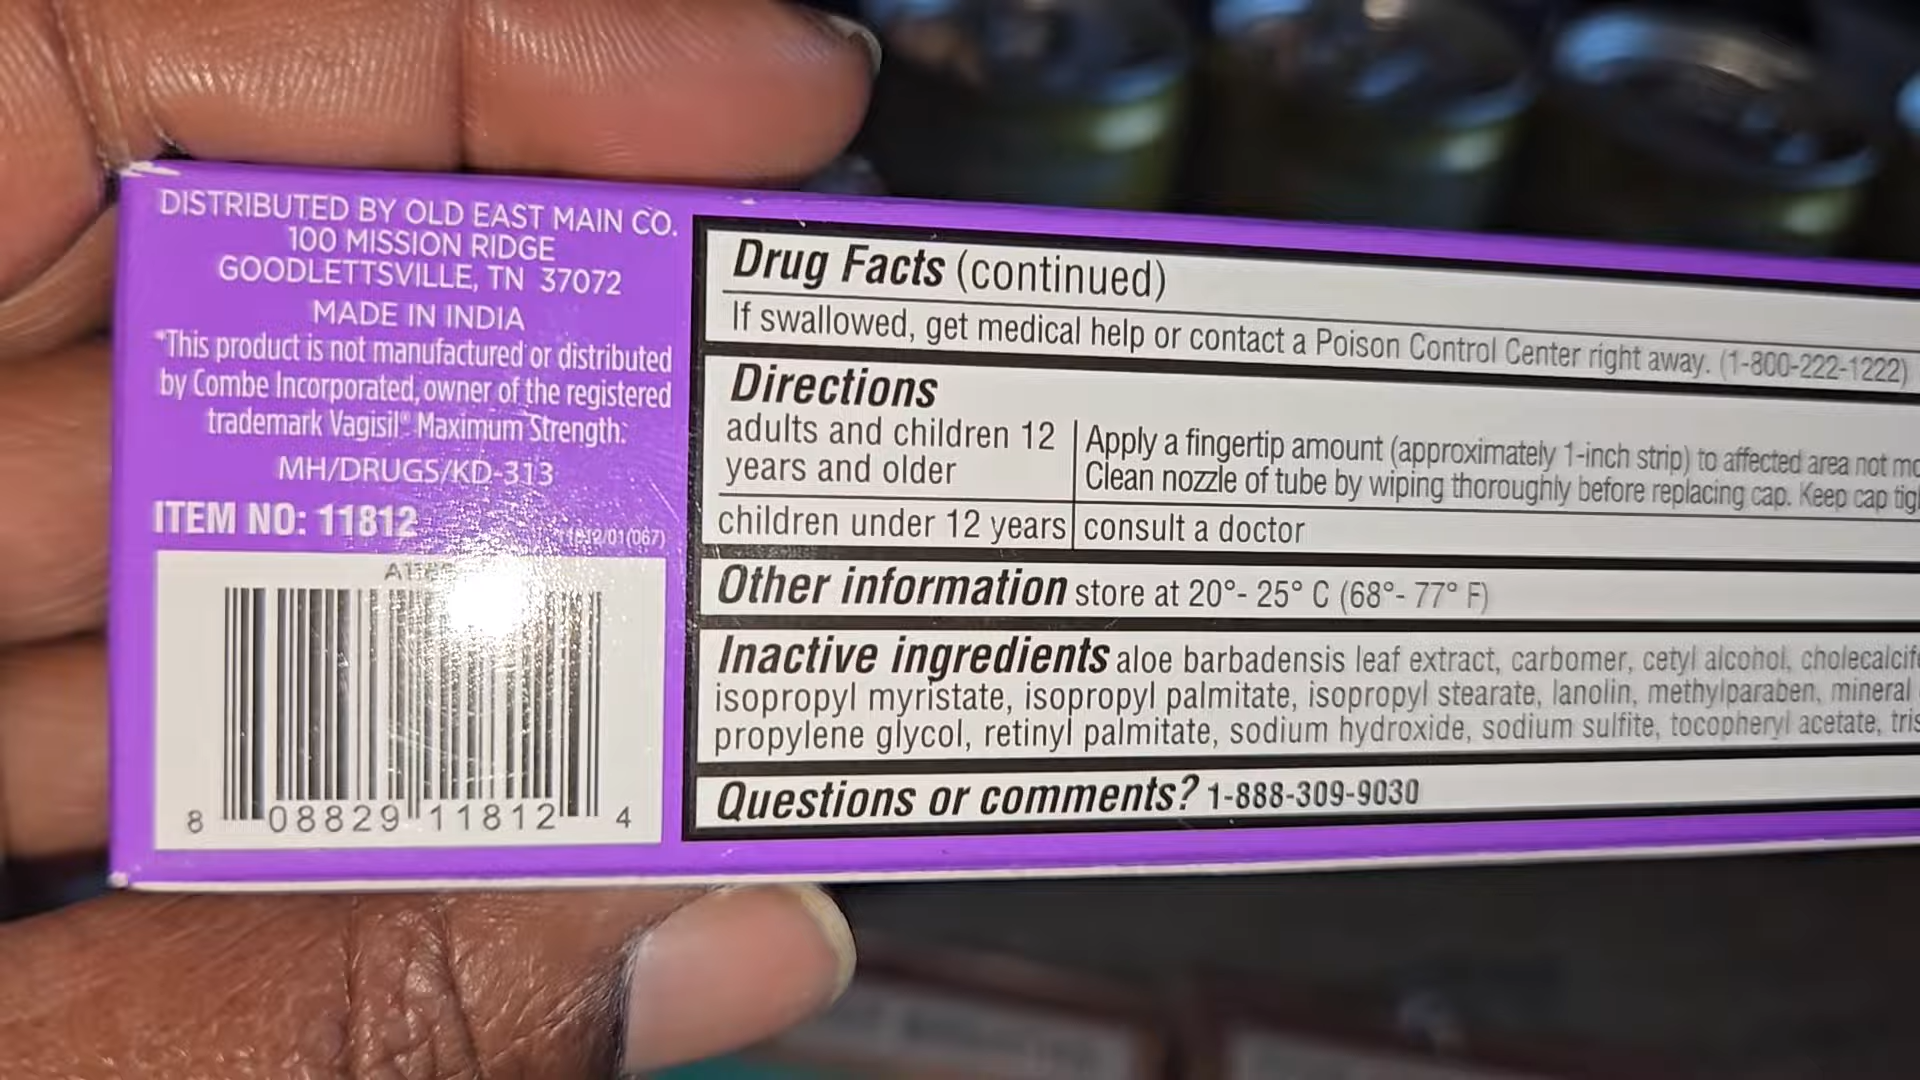 DISTRIBUTED BY OLD EAST MAIN CO.
100 MISSION RIDGE
GOODLETTSVILLE, TN 37072
MADE IN INDIA
*This product is not manufactured or distributed
by Combe Incorporated, owner of the registered
trademark Vagisil® Maximum Strength.
MH/DRUGS/KD-313
ITEM NO: 11812
8 08829 11812 4
Drug Facts (continued)
If swallowed, get medical help or contact a Poison Control Center right away. (1-800-222-1222)
Directions
adults and children 12
years and older
Apply a fingertip amount (approximately 1-inch strip) to affected area not
Clean nozzle of tube by wiping thoroughly before replacing cap. Keep cap
children under 12 years consult a doctor
Other information store at 20°- 25° C (68°- 77° F)
Inactive ingredients aloe barbadensis leaf extract, carbomer, cetyl alcohol,
isopropyl myristate, isopropyl palmitate, isopropyl stearate, lanolin, methylparaben, mineral
propylene glycol, retinyl palmitate, sodium hydroxide, sodium sulfite, tocopheryl acetate,
Questions or comments? 1-888-309-9030